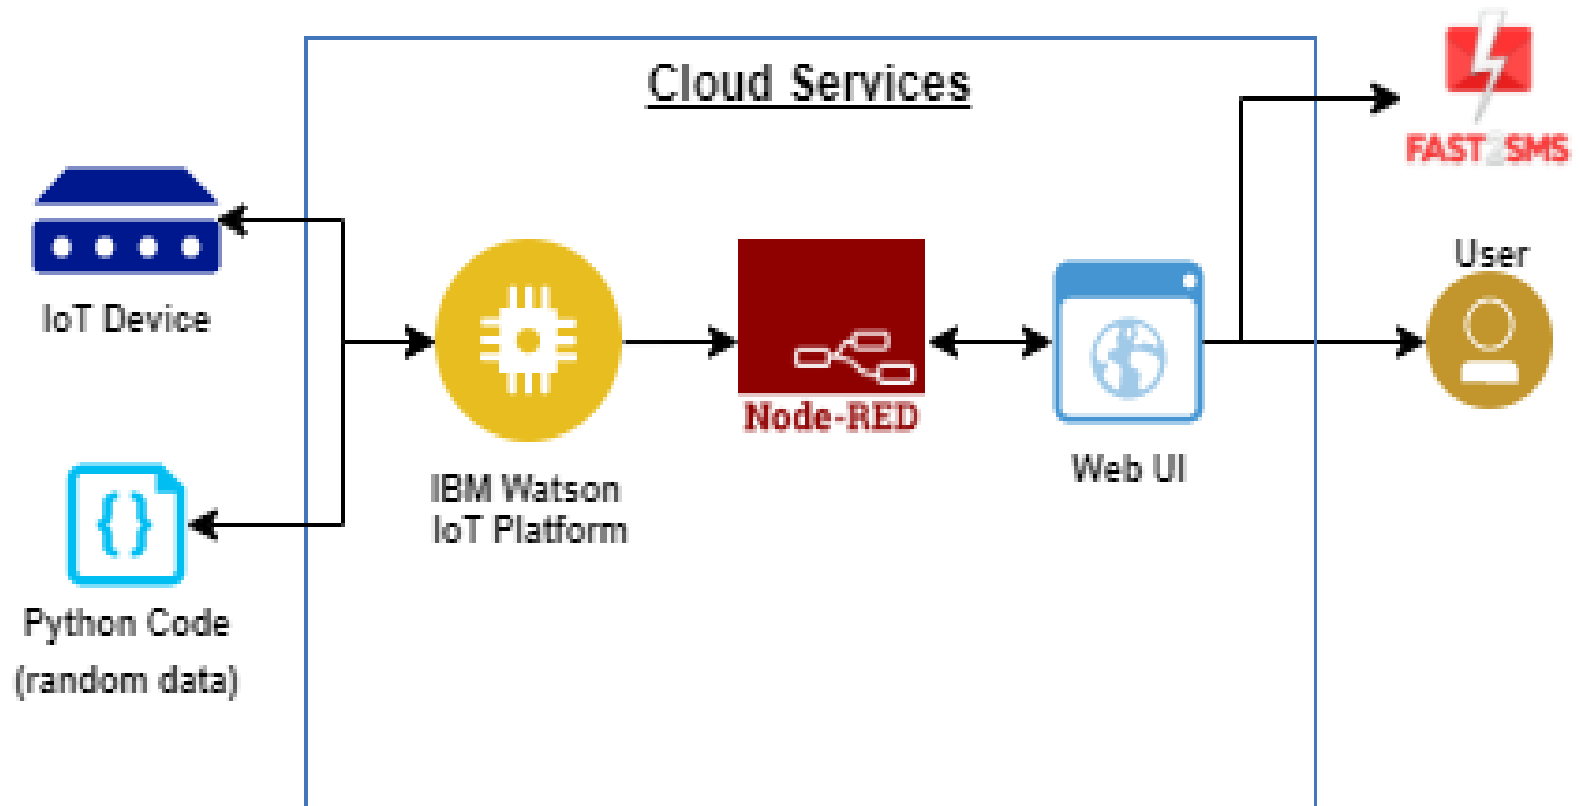 Cloud Services
FAST2SMS
User
IoT Device
Node-RED
Web UI
IBM Watson
IoT Platform
{}
Python Code
(random data)